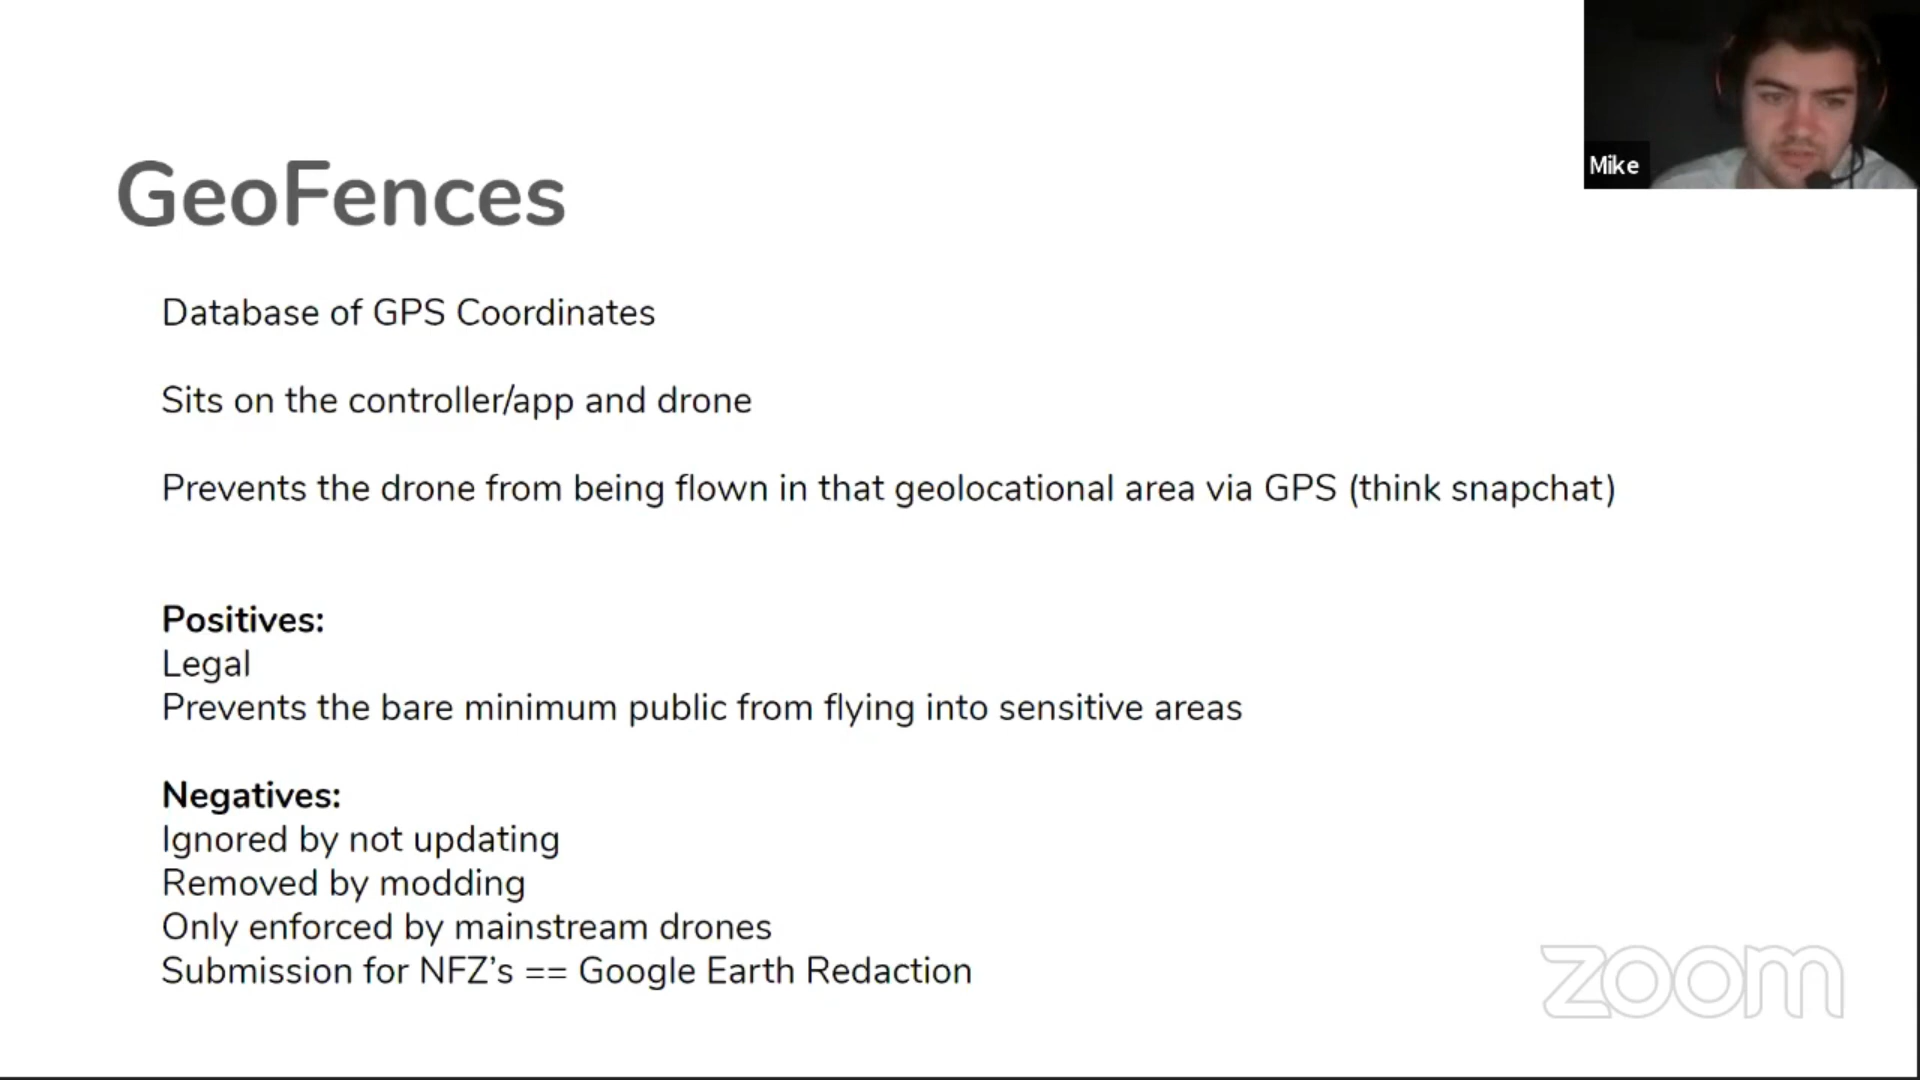 Mike
GeoFences
Database of GPS Coordinates
Sits on the controller/app and drone
Prevents the drone from being flown in that geolocational area via GPS (think snapchat)
Positives:
Legal
Prevents the bare minimum public from flying into sensitive areas
Negatives:
Ignored by not updating
Removed by modding
Only enforced by mainstream drones
Submission for NFZ's == Google Earth Redaction
zoom